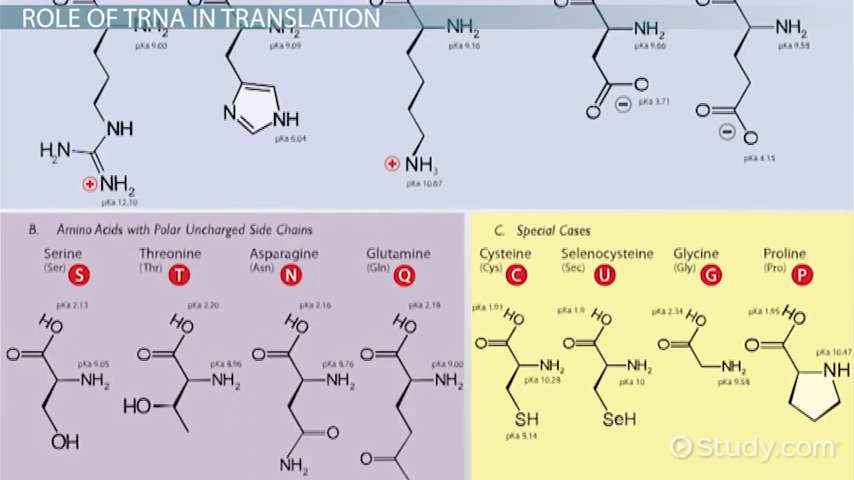 ROLE OF TRNA IN TRANSLATION
NH₂ NH₂ NH₂ NH₂ NH₂
pKa 9.00 pKa 9.09 pKa 9.16 pKa 9.66 pKa 9.58
N NH
pKa 6.04
O O
⊖ pKa 3.71
NH
H₂N
⊕ NH₂
pKa 12.10
⊕ NH₃
pKa 10.67
O
⊖ O
pKa 4.15
B. Amino Acids with Polar Uncharged Side Chains
C. Special Cases
Serine Threonine Asparagine Glutamine
(Ser) S (Thr) T (Asn) N (Gln) Q
Cysteine Selenocysteine Glycine Proline
(Cys) C (Sec) U (Gly) G (Pro) P
pKa 2.13 pKa 2.20 pKa 2.16 pKa 2.18
HO HO HO HO
O O O O
pKa 9.05 pKa 8.96 pKa 8.76 pKa 9.00
NH₂ NH₂ NH₂ NH₂
HO
OH
O
NH₂
O
pKa 1.91 pKa 1.9 pKa 2.34 pKa 1.95
HO HO HO HO
O O O O
NH₂ NH₂ NH₂ NH
pKa 10.28 pKa 10 pKa 9.58 pKa 10.47
SH SeH
pKa 8.14
Study.com